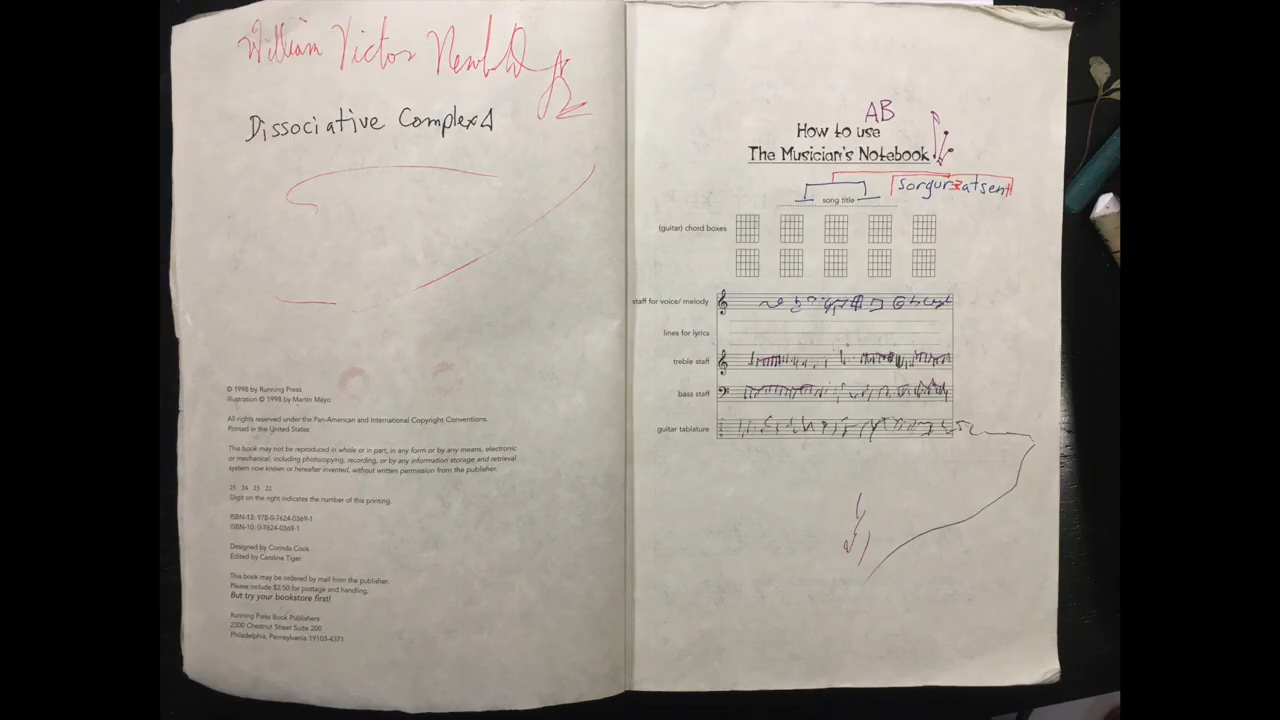 William Victor Newbold Jr
Dissociative Complex
© 1998 by Running Press
Illustration © 1998 by Martin Mayo
All rights reserved under the Pan-American and International Copyright Conventions.
Printed in the United States
This book may not be reproduced in whole or in part, in any form or by any means, electronic
or mechanical, including photocopying, recording, or by any information storage and retrieval
system now known or hereafter invented, without written permission from the publisher.
25 24 23 22
Digit on the right indicates the number of this printing.
ISBN-13: 978-0-7624-0369-1
ISBN-10: 0-7624-0369-1
Designed by Corinda Cook
Edited by Caroline Tiger
This book may be ordered by mail from the publisher.
Please include $2.50 for postage and handling.
But try your bookstore first!
Running Press Book Publishers
2300 Chestnut Street Suite 200
Philadelphia, Pennsylvania 19103-4371
AB
How to use
The Musician's Notebook
song title
(guitar) chord boxes
staff for voice/ melody
lines for lyrics
treble staff
bass staff
guitar tablature